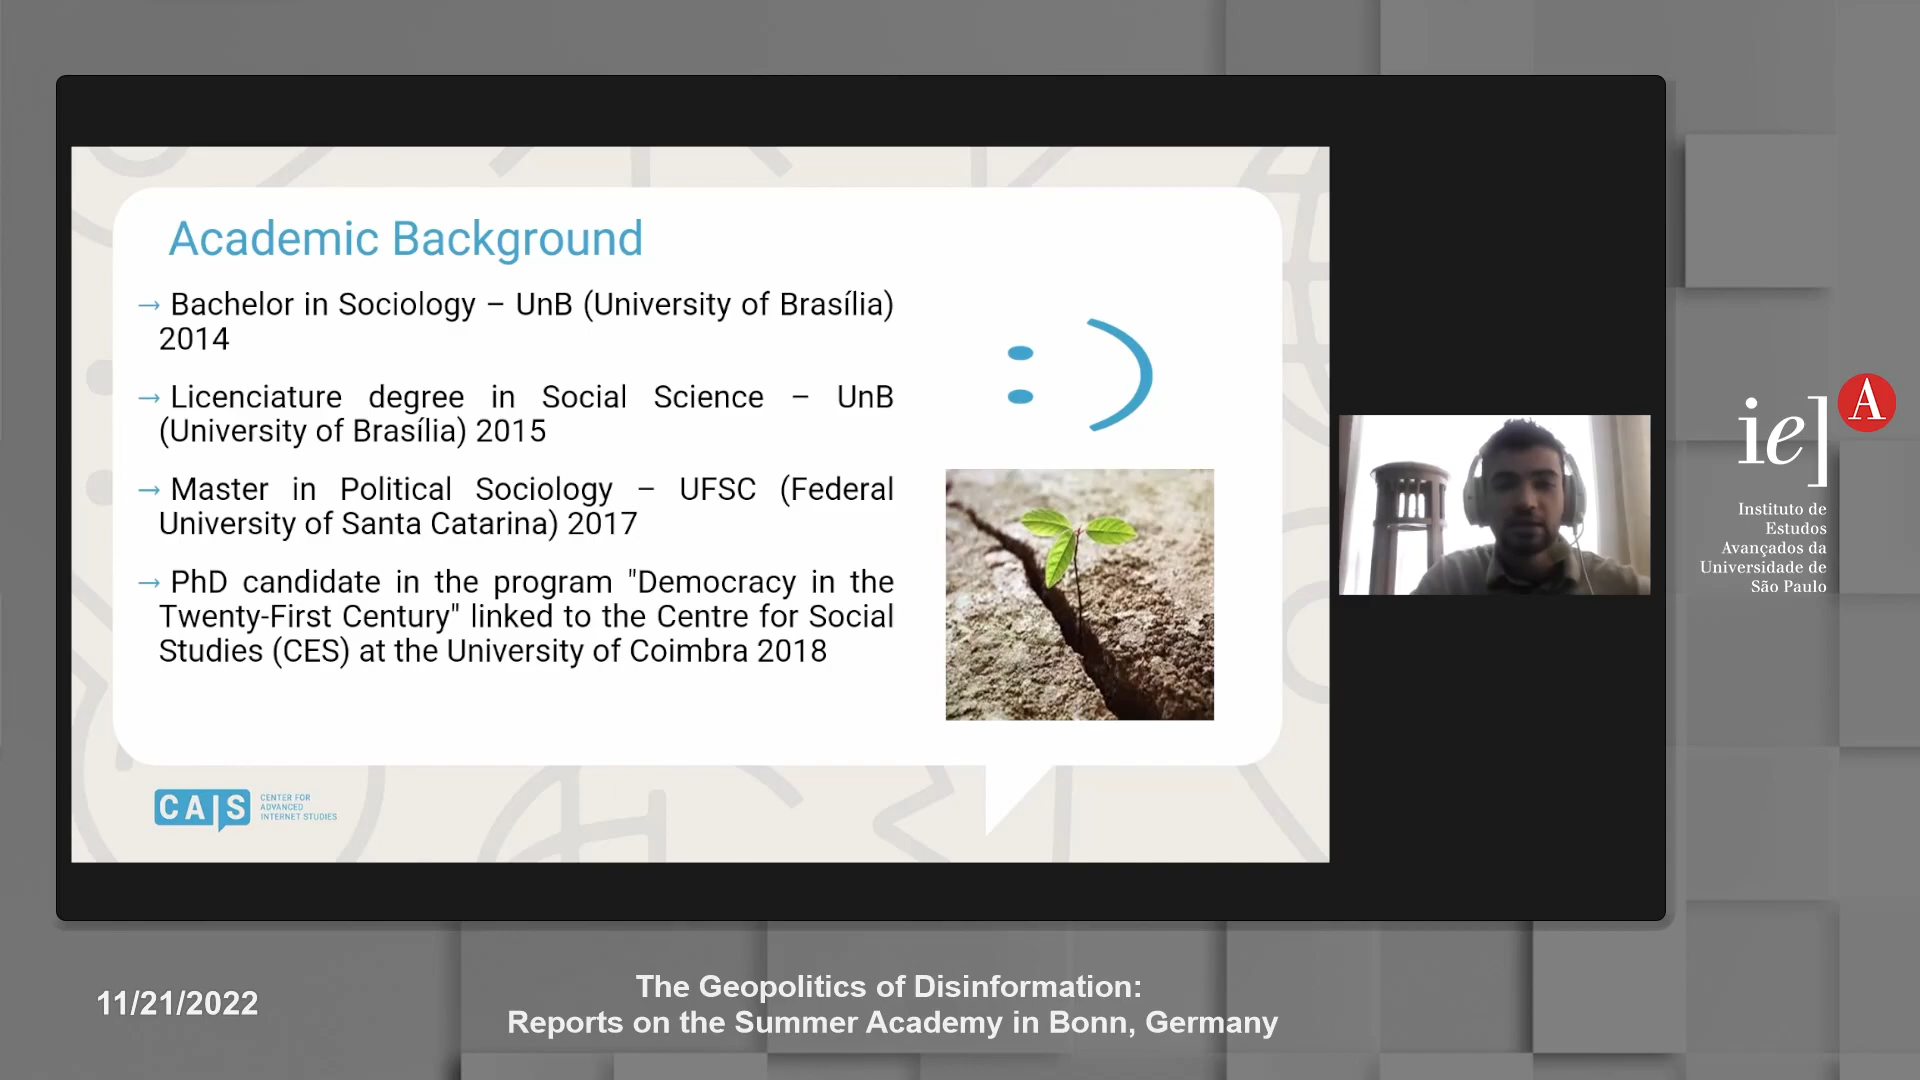 Academic Background
→ Bachelor in Sociology – UnB (University of Brasília)
2014
→ Licenciature degree in Social Science – UnB
(University of Brasília) 2015
→ Master in Political Sociology – UFSC (Federal
University of Santa Catarina) 2017
→ PhD candidate in the program "Democracy in the
Twenty-First Century" linked to the Centre for Social
Studies (CES) at the University of Coimbra 2018
:)
CAIS
CENTER FOR
ADVANCED
INTERNET STUDIES
ie] A
Instituto de
Estudos
Avançados da
Universidade de
São Paulo
11/21/2022
The Geopolitics of Disinformation:
Reports on the Summer Academy in Bonn, Germany